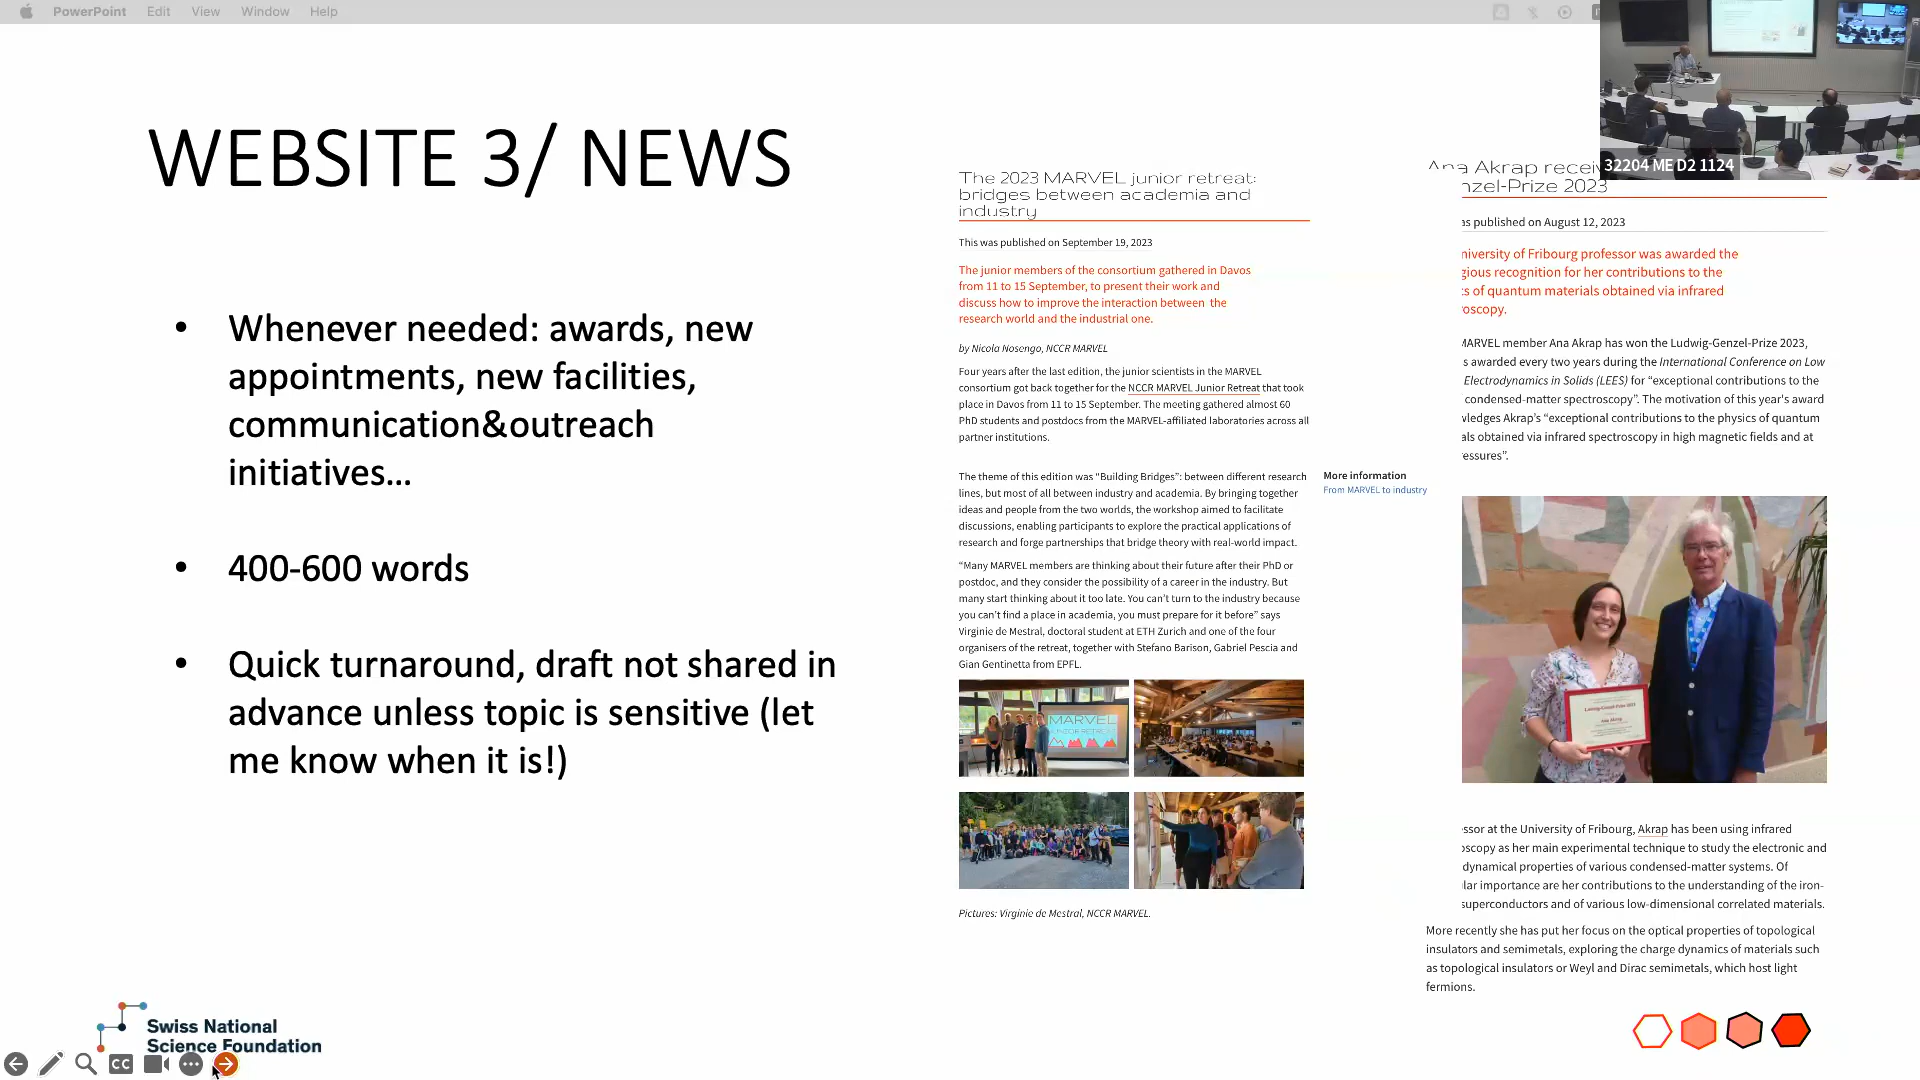 PowerPoint Edit View Window Help
32204 ME D2 1124
WEBSITE 3/ NEWS
• Whenever needed: awards, new
appointments, new facilities,
communication&outreach
initiatives...
• 400-600 words
• Quick turnaround, draft not shared in
advance unless topic is sensitive (let
me know when it is!)
The 2023 MARVEL junior retreat:
bridges between academia and
industry
This was published on September 19, 2023
The junior members of the consortium gathered in Davos
from 11 to 15 September, to present their work and
discuss how to improve the interaction between the
research world and the industrial one.
by Nicola Nosengo, NCCR MARVEL
Four years after the last edition, the junior scientists in the MARVEL
consortium got back together for the NCCR MARVEL Junior Retreat that took
place in Davos from 11 to 15 September. The meeting gathered almost 60
PhD students and postdocs from the MARVEL-affiliated laboratories across all
partner institutions.
The theme of this edition was “Building Bridges”: between different research
lines, but most of all between industry and academia. By bringing together
ideas and people from the two worlds, the workshop aimed to facilitate
discussions, enabling participants to explore the practical applications of
research and forge partnerships that bridge theory with real-world impact.
“Many MARVEL members are thinking about their future after their PhD or
postdoc, and they consider the possibility of a career in the industry. But
many start thinking about it too late. You can’t turn to the industry because
you can’t find a place in academia, you must prepare for it before” says
Virginie de Mestral, doctoral student at ETH Zurich and one of the four
organisers of the retreat, together with Stefano Barison, Gabriel Pescia and
Gian Gentinetta from EPFL.
MARVEL
JUNIOR RETREAT
Pictures: Virginie de Mestral, NCCR MARVEL.
More information
From MARVEL to industry
Ana Akrap receiv
nzel-Prize 2023
as published on August 12, 2023
niversity of Fribourg professor was awarded the
gious recognition for her contributions to the
cs of quantum materials obtained via infrared
oscopy.
MARVEL member Ana Akrap has won the Ludwig-Genzel-Prize 2023,
s awarded every two years during the International Conference on Low
Electrodynamics in Solids (LEES) for “exceptional contributions to the
condensed-matter spectroscopy”. The motivation of this year's award
wledges Akrap’s “exceptional contributions to the physics of quantum
als obtained via infrared spectroscopy in high magnetic fields and at
ressures”.
Ludwig-Genzel-Prize 2023
Ana Akrap
ssor at the University of Fribourg, Akrap has been using infrared
oscopy as her main experimental technique to study the electronic and
dynamical properties of various condensed-matter systems. Of
lar importance are her contributions to the understanding of the iron-
superconductors and of various low-dimensional correlated materials.
More recently she has put her focus on the optical properties of topological
insulators and semimetals, exploring the charge dynamics of materials such
as topological insulators or Weyl and Dirac semimetals, which host light
fermions.
Swiss National
Science Foundation
CC